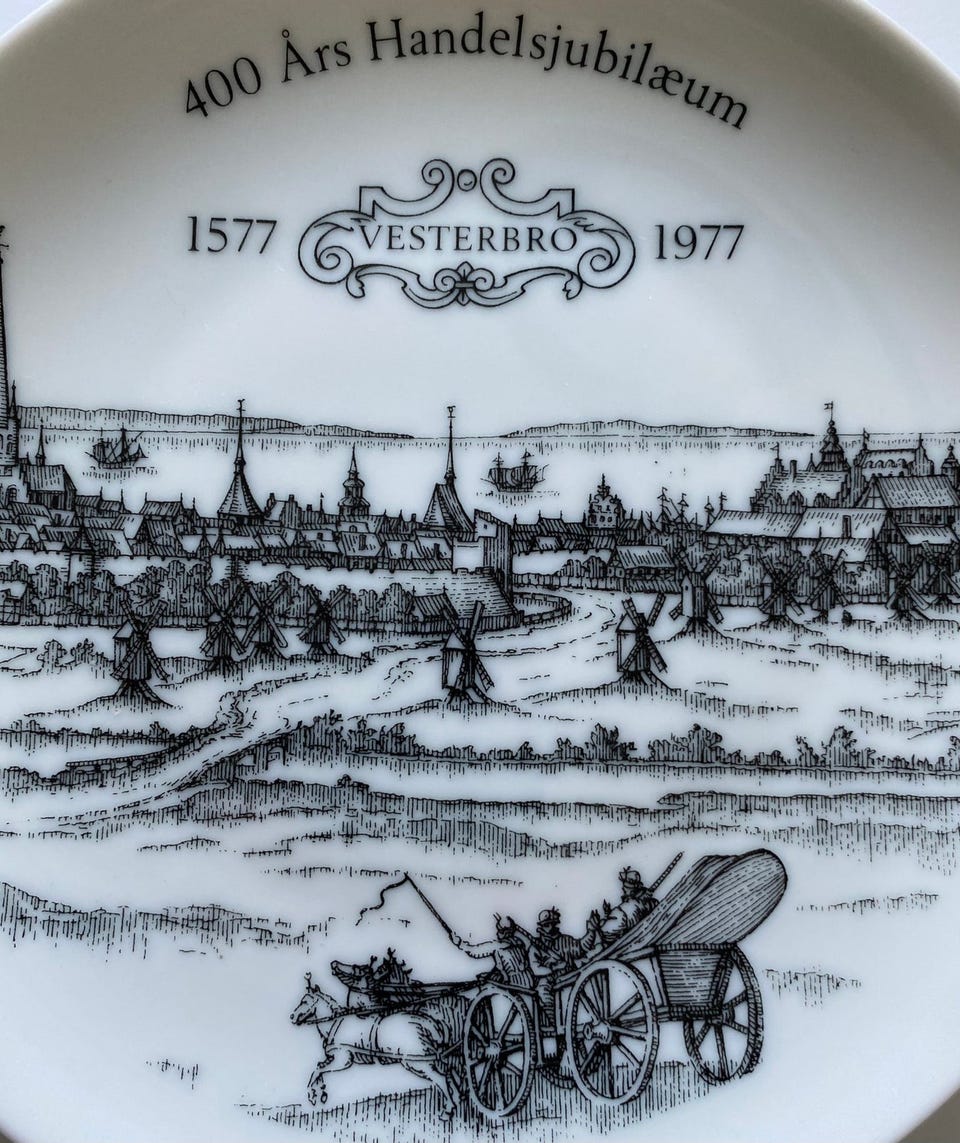 400 Års Handelsjubilæum
1577 VESTERBRO 1977